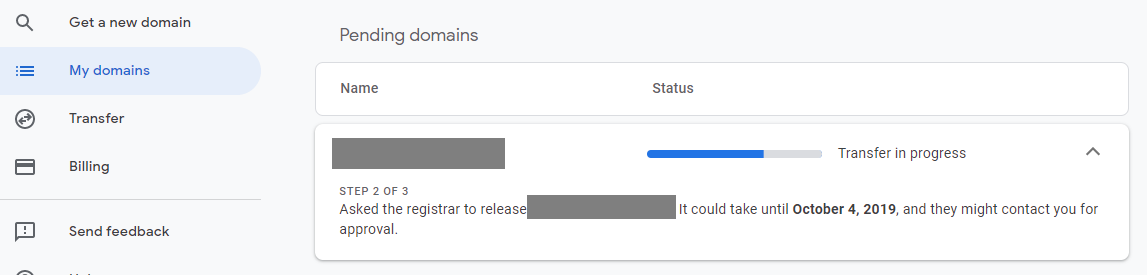 Get a new domain
My domains
Transfer
Billing
Send feedback
Pending domains
Name Status
Transfer in progress
STEP 2 OF 3
Asked the registrar to release It could take until October 4, 2019, and they might contact you for
approval.